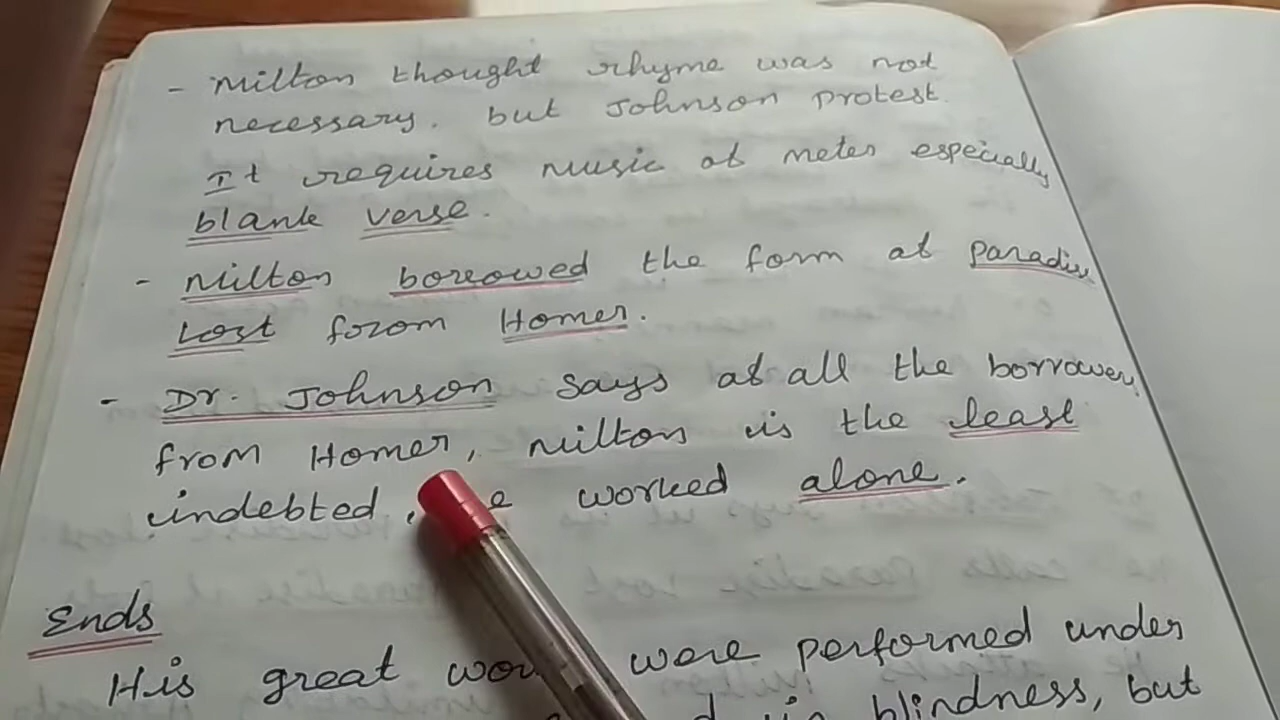 - Milton thought rhyme was not
necessary. but Johnson Protest.
It requires music of meter especially
blank verse.
- Milton borrowed the form of Paradise
Lost from Homer.
- Dr. Johnson says of all the borrower
from Homer, Milton is the least
indebted, worked alone.
Ends
His great were performed under
in blindness, but